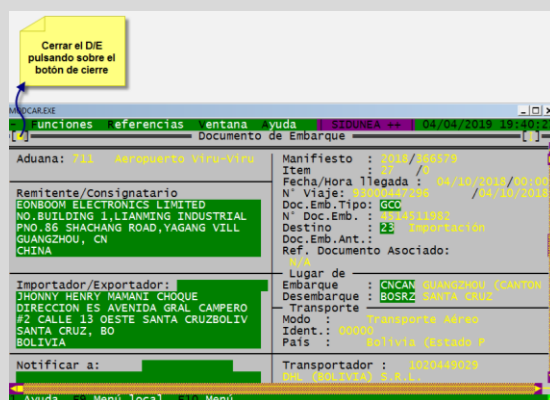 Cerrar el D/E
pulsando sobre el
botón de cierre
MODCAR.EXE
Funciones Referencias Ventana Ayuda SIDUNEA ++ 04/04/2019 19:40:2
Documento de Embarque
Aduana: 711 Aeropuerto Viru-Viru
Manifiesto : 2018/366579
Item : 27 /0
Fecha/Hora llegada : 04/10/2018/00:00
N° Viaje: 93000447296 /04/10/2018
Remitente/Consignatario
Doc.Emb.Tipo: GCO
EONBOOM ELECTRONICS LIMITED
N° Doc.Emb. : 4514511982
NO.BUILDING 1,LIANMING INDUSTRIAL
Destino : 23 Importación
PNO.86 SHACHANG ROAD,YAGANG VILL
Doc.Emb.Ant.:
GUANGZHOU, CN
Ref. Documento Asociado:
CHINA
N/A
Lugar de
Importador/Exportador:
Embarque : CNCAN GUANGZHOU (CANTON
JHONNY HENRY MAMANI CHOQUE
Desembarque : BOSRZ SANTA CRUZ
DIRECCION ES AVENIDA GRAL CAMPERO
Transporte
#2 CALLE 13 OESTE SANTA CRUZBOLIV
Modo : Transporte Aéreo
SANTA CRUZ, BO
Ident.: 00000
BOLIVIA
País : Bolivia (Estado P
Notificar a:
Transportador : 1020449029
DHL (BOLIVIA) S.R.L.
Ayuda F9 Menú local F10 Menú